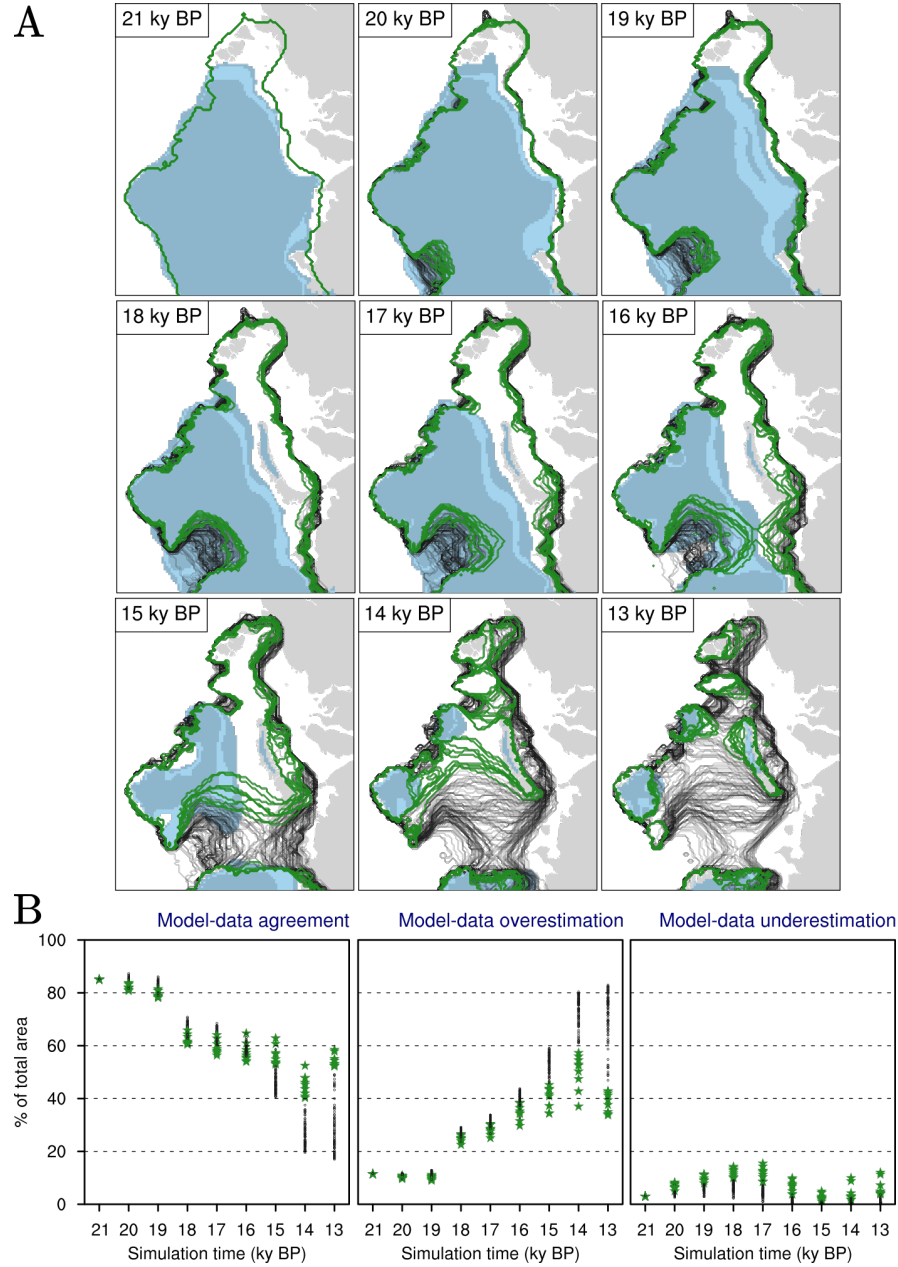 A
21 ky BP
20 ky BP
19 ky BP
18 ky BP
17 ky BP
16 ky BP
15 ky BP
14 ky BP
13 ky BP
B
Model-data agreement
Model-data overestimation
Model-data underestimation
% of total area
100
80
60
40
20
0
21 20 19 18 17 16 15 14 13
21 20 19 18 17 16 15 14 13
21 20 19 18 17 16 15 14 13
Simulation time (ky BP)
Simulation time (ky BP)
Simulation time (ky BP)